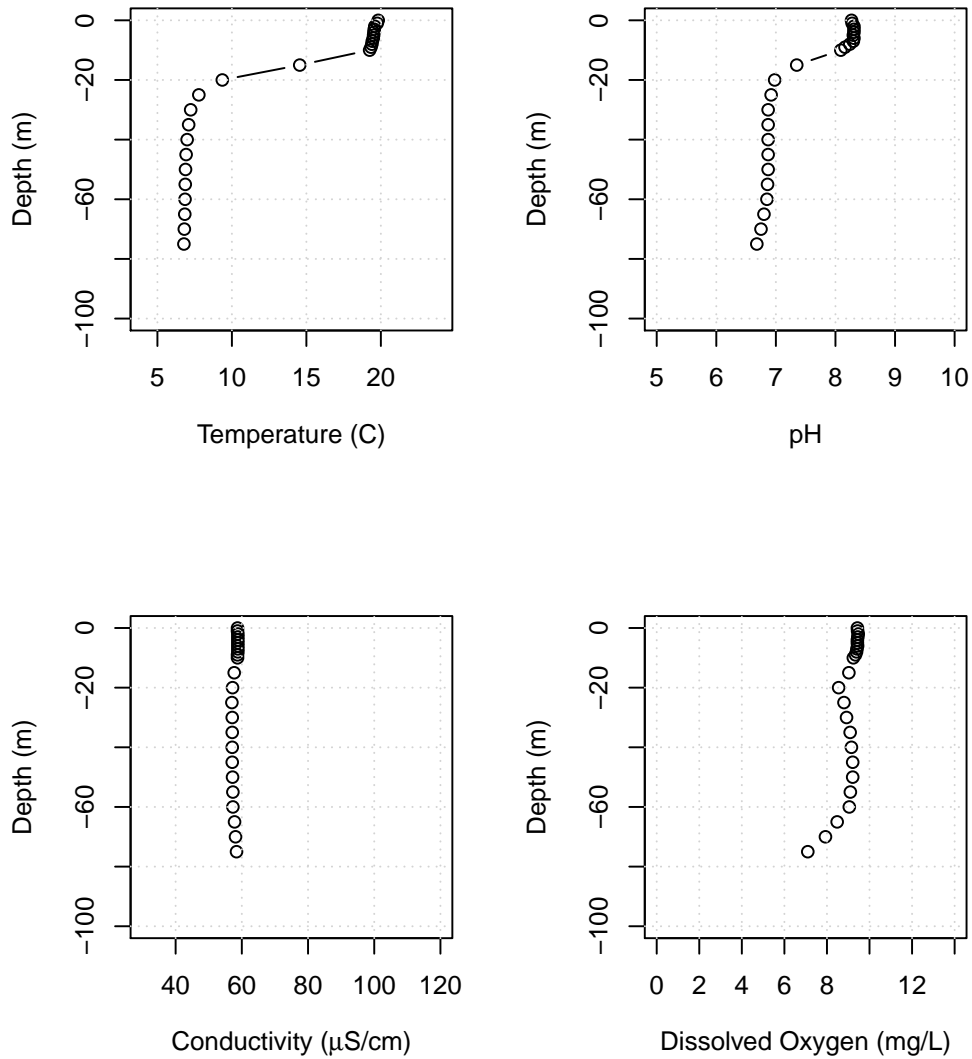 0
−20
−60
−100
Depth (m)
5 10 15 20
Temperature (C)
0
−20
−60
−100
Depth (m)
5 6 7 8 9 10
pH
0
−20
−60
−100
Depth (m)
40 60 80 100 120
Conductivity (µS/cm)
0
−20
−60
−100
Depth (m)
0 2 4 6 8 12
Dissolved Oxygen (mg/L)